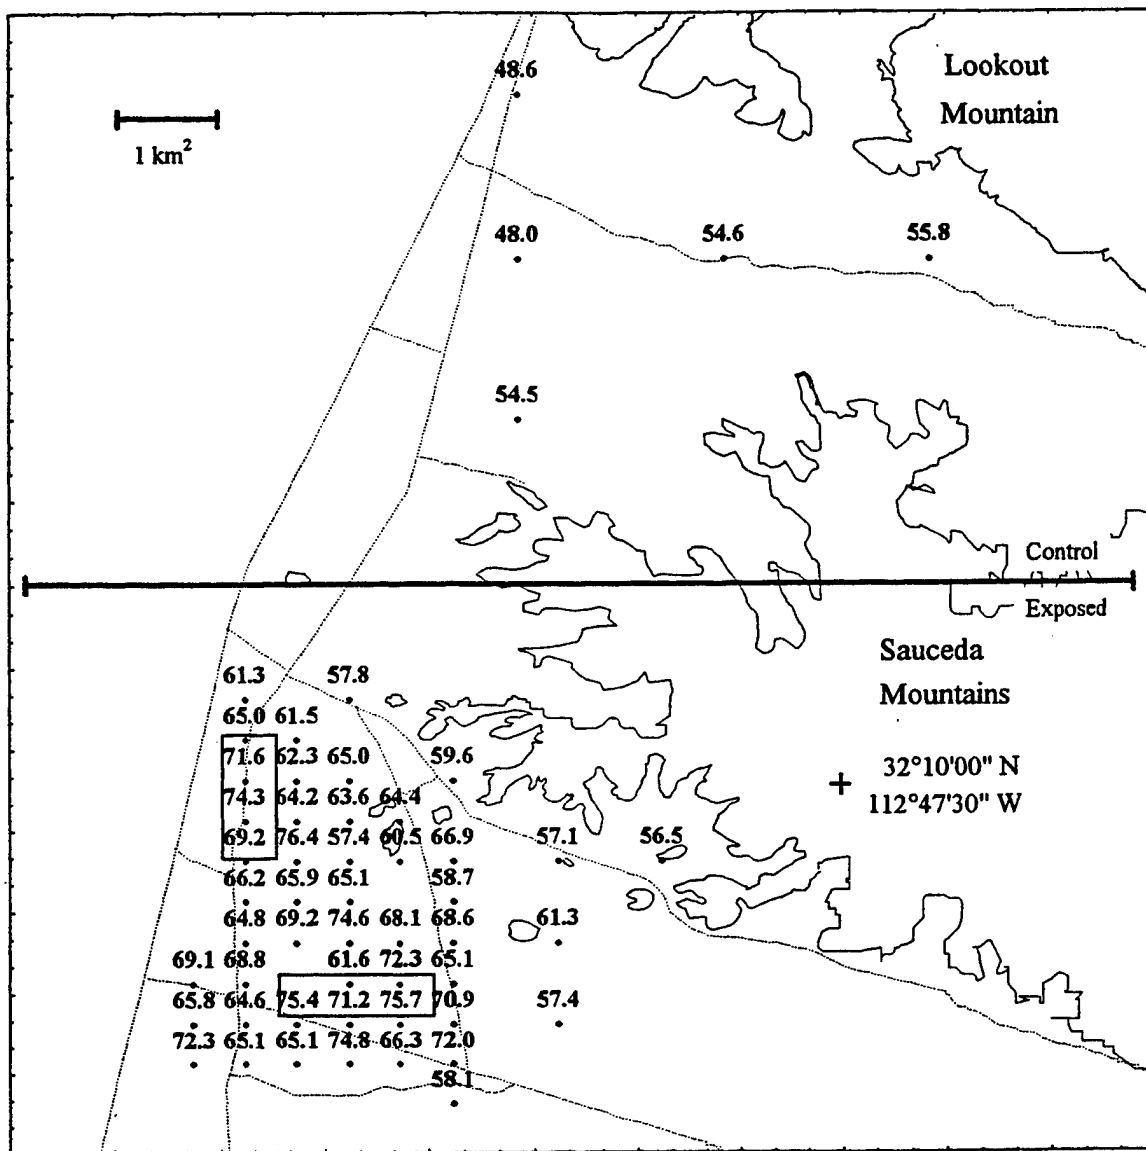 48.6
Lookout
Mountain
1 km²
48.0 54.6 55.8
54.5
Control
Exposed
Sauceda
Mountains
61.3 57.8
65.0 61.5
71.6 62.3 65.0 59.6
32°10'00" N
112°47'30" W
74.3 64.2 63.6 64.4
69.2 76.4 57.4 60.5 66.9 57.1 56.5
66.2 65.9 65.1 58.7
64.8 69.2 74.6 68.1 68.6 61.3
69.1 68.8 61.6 72.3 65.1
65.8 64.6 75.4 71.2 75.7 70.9 57.4
72.3 65.1 65.1 74.8 66.3 72.0
58.1